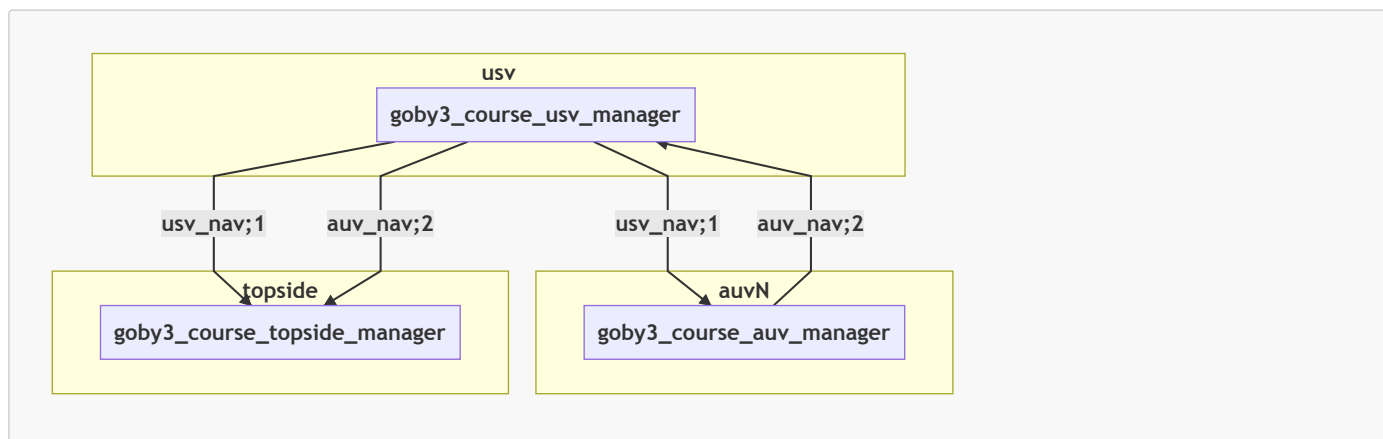 usv
goby3_course_usv_manager
usv_nav;1
auv_nav;2
usv_nav;1
auv_nav;2
topside
goby3_course_topside_manager
auvN
goby3_course_auv_manager